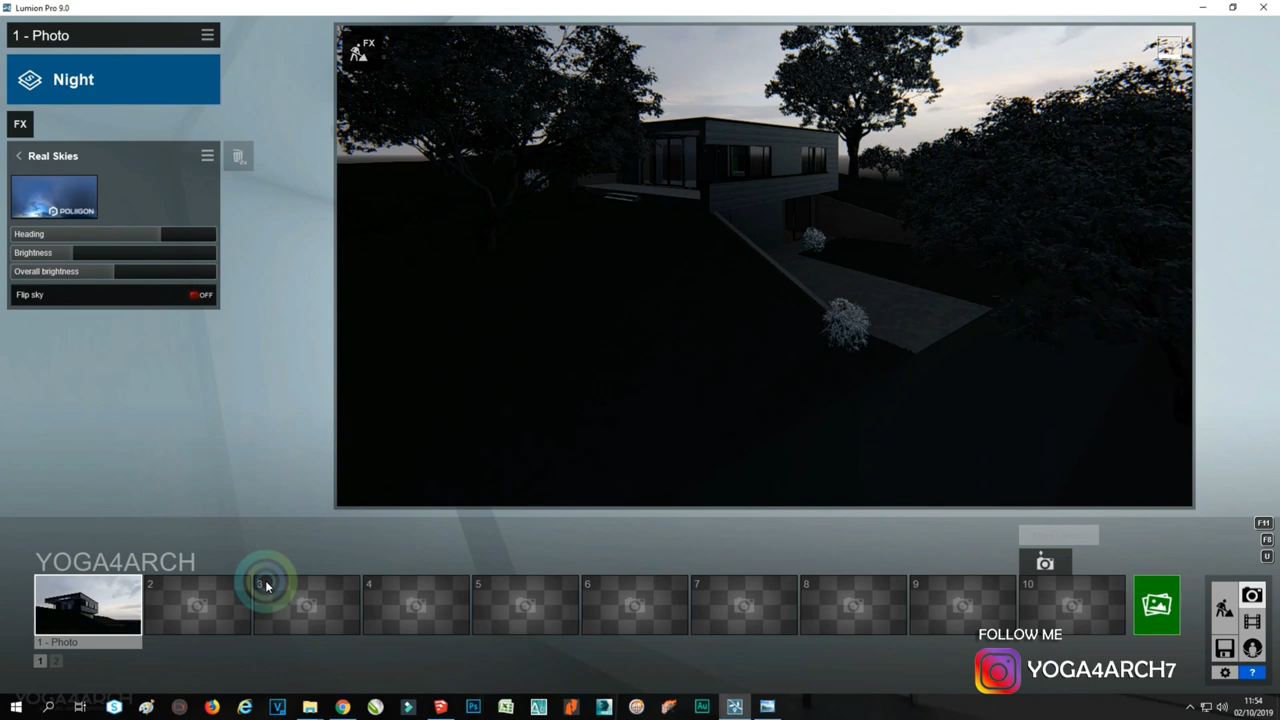 Lumion Pro 9.0
1 - Photo
Night
FX
FX
Real Skies
2x
POLIIGON
Heading
Brightness
Overall brightness
Flip sky
OFF
F11
F8
U
YOGA4ARCH
2
3
4
5
6
7
8
9
10
1 - Photo
1
2
FOLLOW ME
YOGA4ARCH7
?
YOGA4ARCH
11:54
02/10/2019